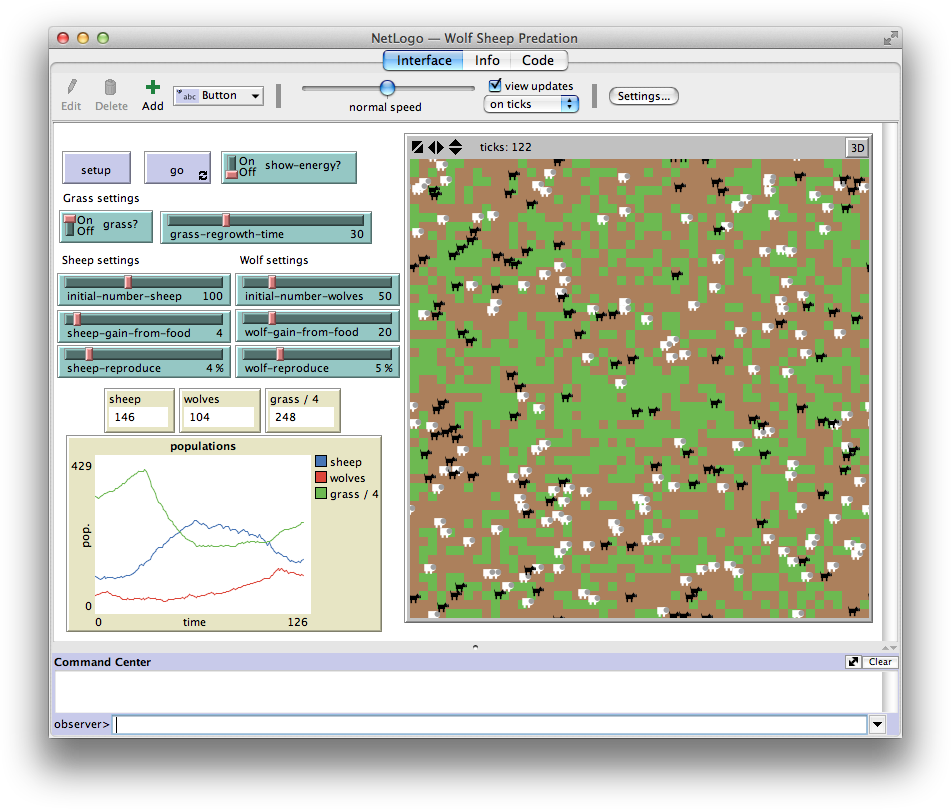 NetLogo — Wolf Sheep Predation
Interface Info Code
Edit Delete Add abc Button normal speed view updates on ticks Settings...
setup go On Off show-energy?
ticks: 122 3D
Grass settings
On Off grass? grass-regrowth-time 30
Sheep settings Wolf settings
initial-number-sheep 100 initial-number-wolves 50
sheep-gain-from-food 4 wolf-gain-from-food 20
sheep-reproduce 4 % wolf-reproduce 5 %
sheep wolves grass / 4
146 104 248
populations
429
pop.
0
0 time 126
sheep
wolves
grass / 4
Command Center Clear
observer>